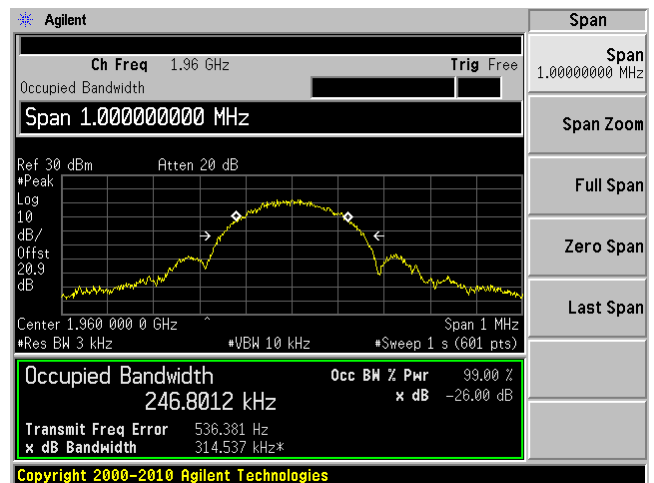 Agilent
Span
Ch Freq 1.96 GHz Trig Free
Occupied Bandwidth
Span 1.000000000 MHz
Ref 30 dBm Atten 20 dB
#Peak
Log
10
dB/
Offst
20.9
dB
Center 1.960 000 0 GHz Span 1 MHz
#Res BW 3 kHz #VBW 10 kHz #Sweep 1 s (601 pts)
Occupied Bandwidth Occ BW % Pwr 99.00 %
246.8012 kHz x dB -26.00 dB
Transmit Freq Error 536.381 Hz
x dB Bandwidth 314.537 kHz*
Copyright 2000-2010 Agilent Technologies
Span
1.00000000 MHz
Span Zoom
Full Span
Zero Span
Last Span